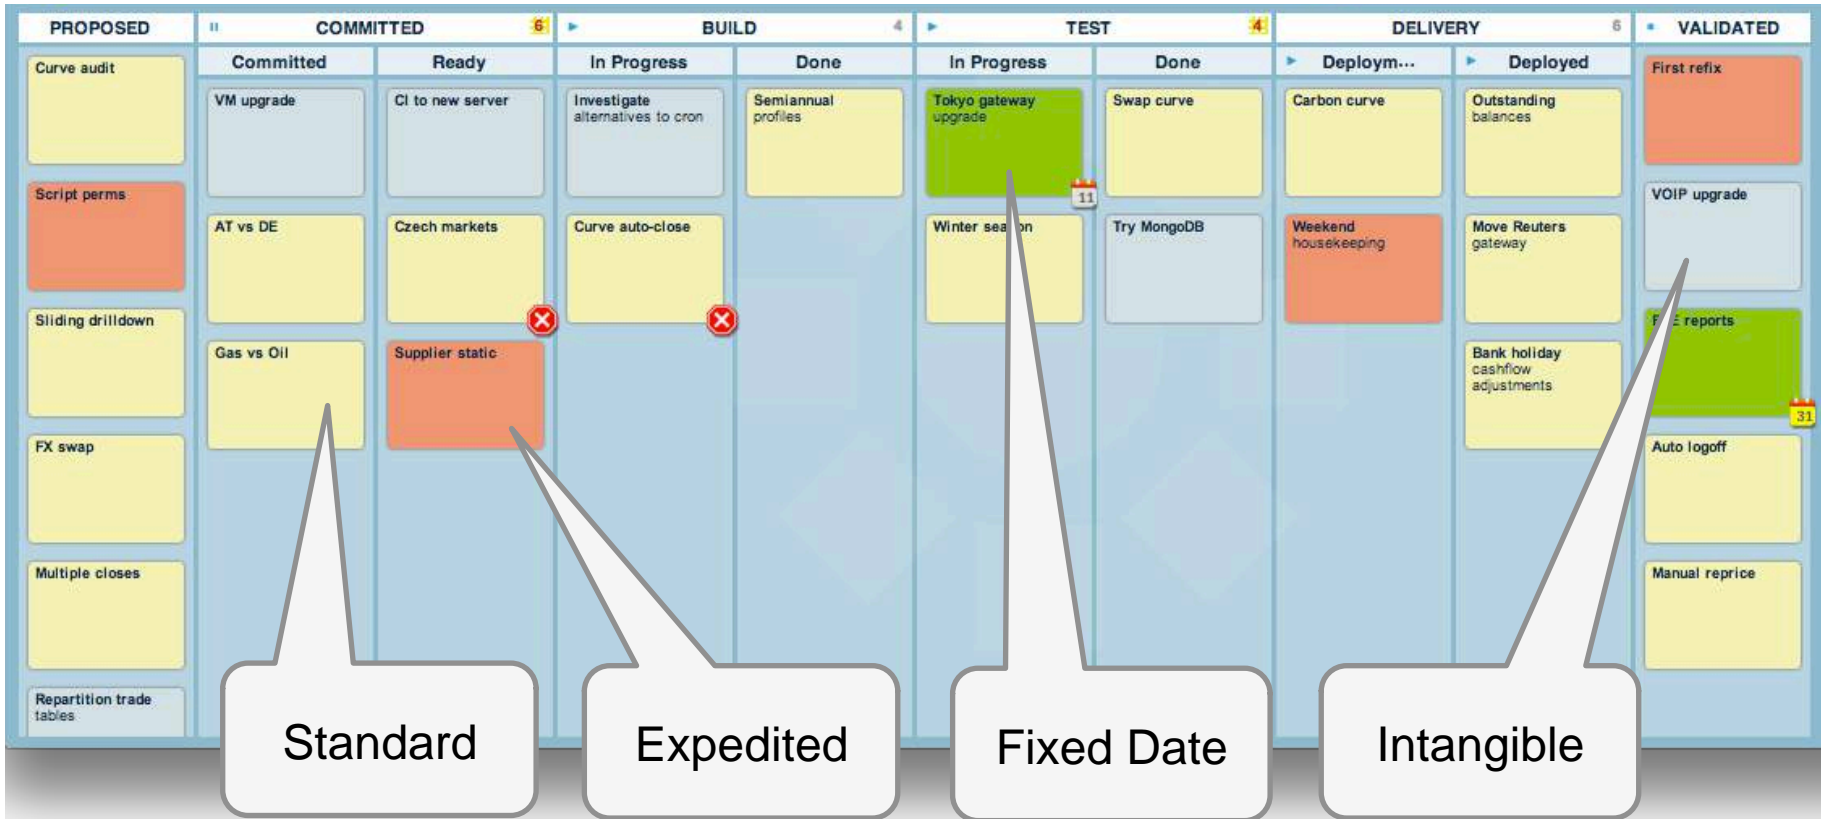 PROPOSED
COMMITTED
6
BUILD
4
TEST
4
DELIVERY
6
VALIDATED
Committed
Ready
In Progress
Done
In Progress
Done
Deploym...
Deployed
Curve audit
Script perms
Sliding drilldown
FX swap
Multiple closes
Repartition trade
tables
VM upgrade
AT vs DE
Gas vs Oil
CI to new server
Czech markets
Supplier static
Investigate
alternatives to cron
Curve auto-close
Semiannual
profiles
Tokyo gateway
upgrade
11
Winter
Swap curve
Try MongoDB
Carbon curve
Weekend
housekeeping
Outstanding
balances
Move Reuters
gateway
Bank holiday
cashflow
adjustments
First refix
VOIP upgrade
reports
31
Auto logoff
Manual reprice
Standard
Expedited
Fixed Date
Intangible